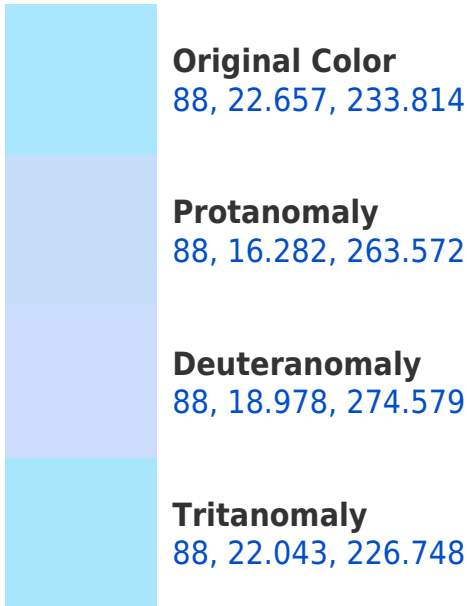 Original Color
88, 22.657, 233.814
Protanomaly
88, 16.282, 263.572
Deuteranomaly
88, 18.978, 274.579
Tritanomaly
88, 22.043, 226.748